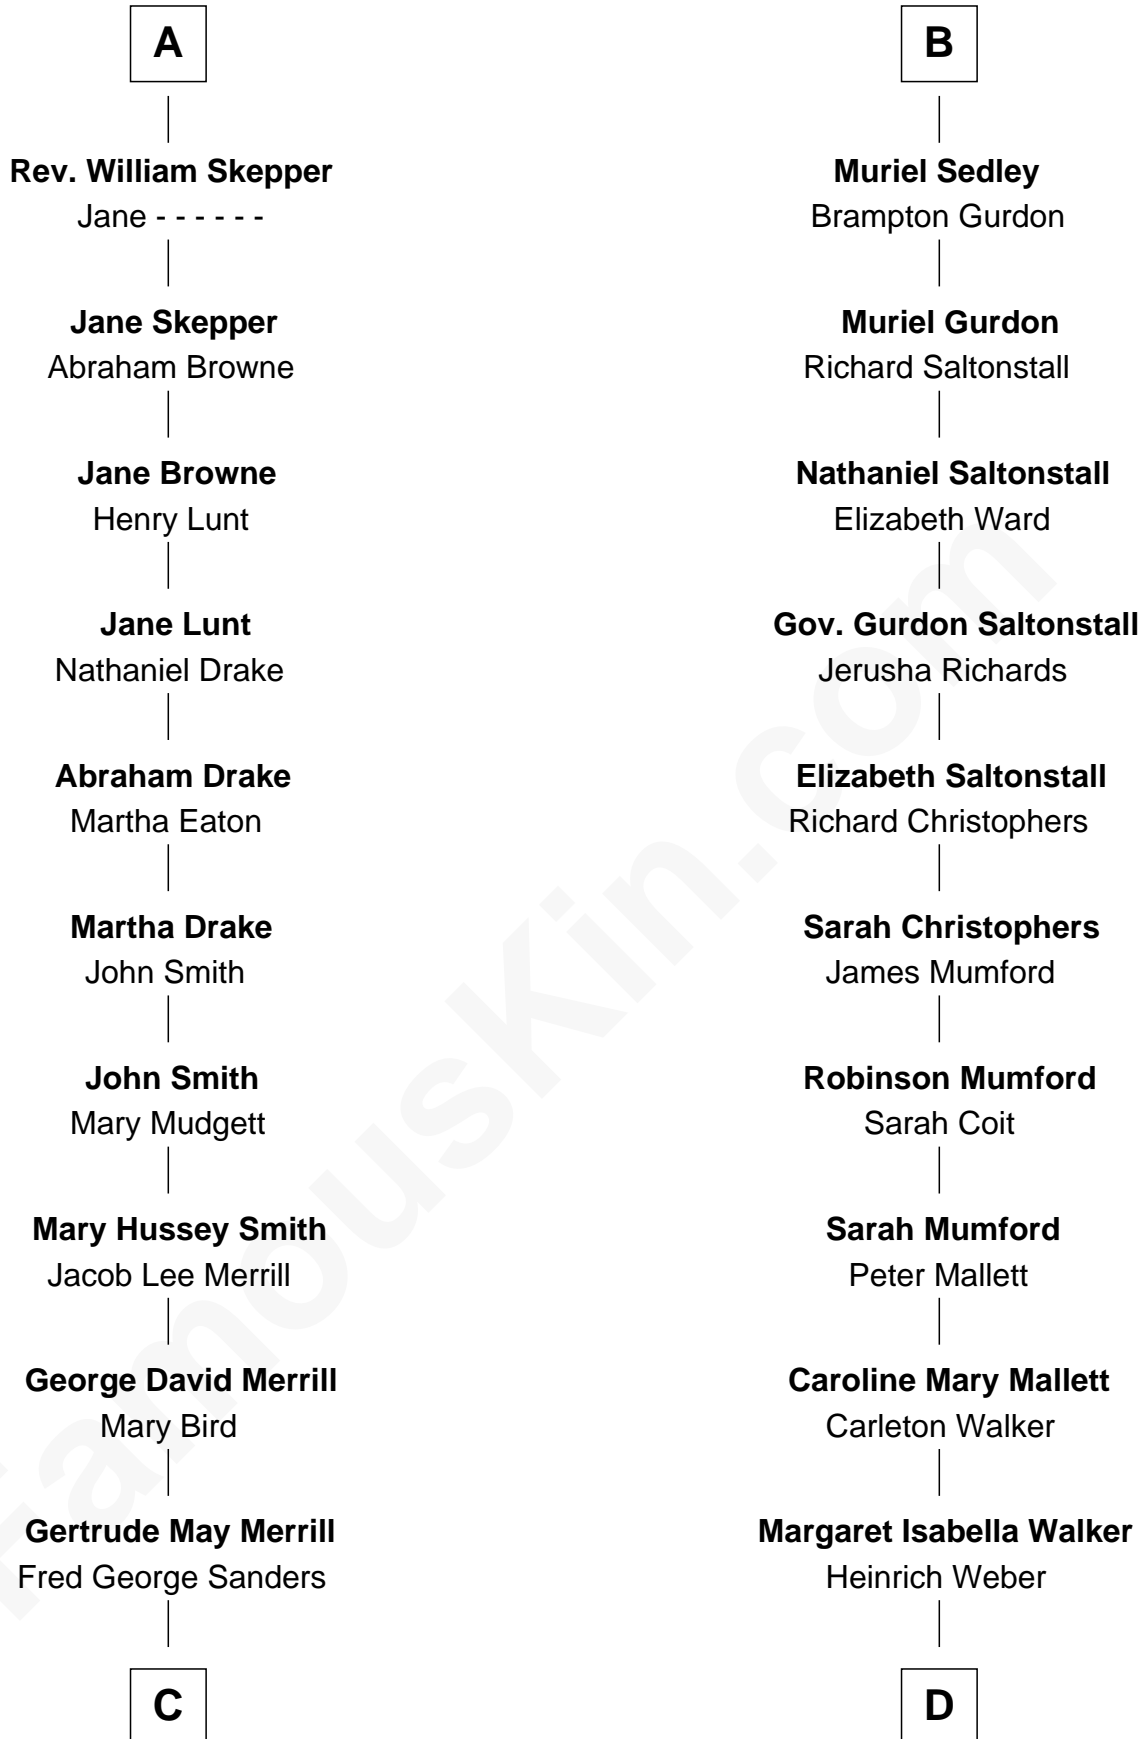 A
Rev. William Skepper
Jane - - - - - -
Jane Skepper
Abraham Browne
Jane Browne
Henry Lunt
Jane Lunt
Nathaniel Drake
Abraham Drake
Martha Eaton
Martha Drake
John Smith
John Smith
Mary Mudgett
Mary Hussey Smith
Jacob Lee Merrill
George David Merrill
Mary Bird
Gertrude May Merrill
Fred George Sanders
C
B
Muriel Sedley
Brampton Gurdon
Muriel Gurdon
Richard Saltonstall
Nathaniel Saltonstall
Elizabeth Ward
Gov. Gurdon Saltonstall
Jerusha Richards
Elizabeth Saltonstall
Richard Christophers
Sarah Christophers
James Mumford
Robinson Mumford
Sarah Coit
Sarah Mumford
Peter Mallett
Caroline Mary Mallett
Carleton Walker
Margaret Isabella Walker
Heinrich Weber
D
FamousKin.com